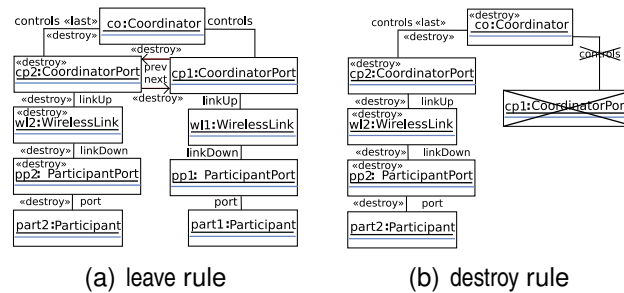 controls «last» co:Coordinator controls
«destroy»
«destroy»
«destroy»
cp2:CoordinatorPort
prev
next
cp1:CoordinatorPort
«destroy»
«destroy» linkUp
linkUp
«destroy»
wl2:WirelessLink
wl1:WirelessLink
«destroy» linkDown
linkDown
«destroy»
pp2: ParticipantPort
pp1: ParticipantPort
«destroy» port
port
part2:Participant
part1:Participant
(a) leave rule
«destroy»
co:Coordinator
controls «last»
«destroy»
controls
«destroy»
cp2:CoordinatorPort
cp1:CoordinatorPort
«destroy» linkUp
«destroy»
wl2:WirelessLink
«destroy» linkDown
«destroy»
pp2: ParticipantPort
«destroy» port
part2:Participant
(b) destroy rule